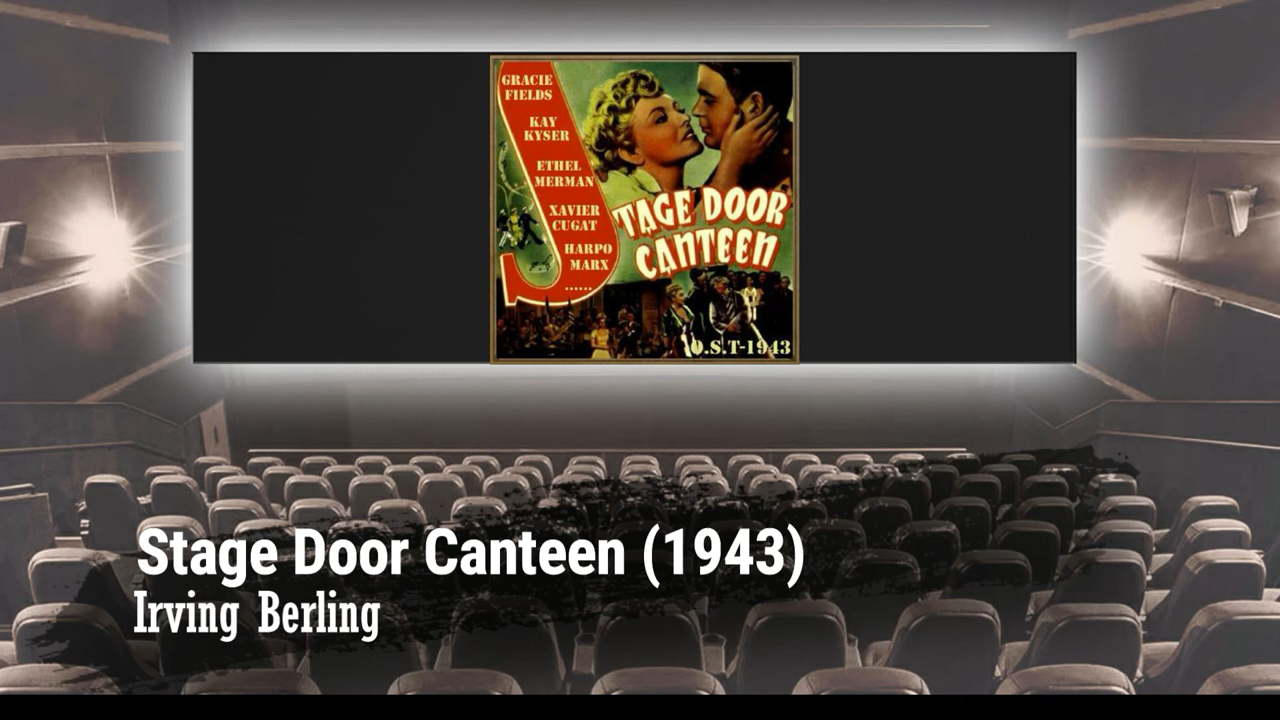 GRACIE
FIELDS
KAY
KYSER
ETHEL
MERMAN
XAVIER
CUGAT
HARPO
MARX
......
STAGE DOOR
CANTEEN
O.S.T-1943
Stage Door Canteen (1943)
Irving Berling